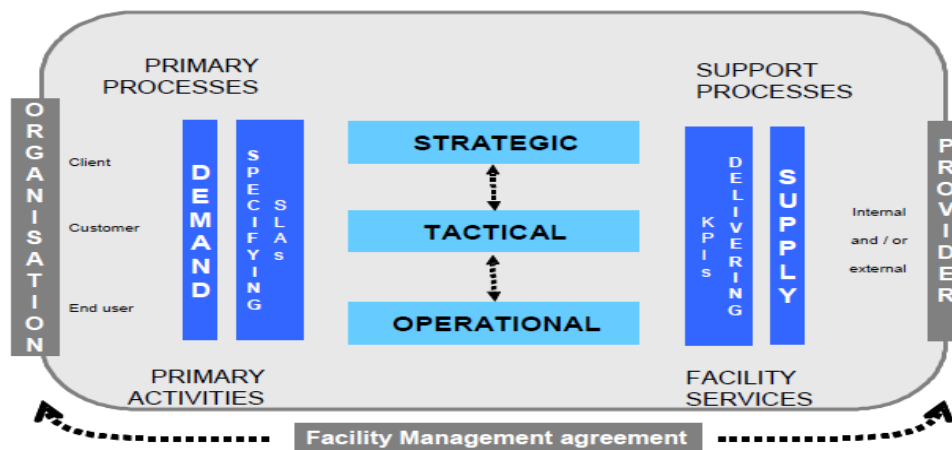 PRIMARY
PROCESSES
SUPPORT
PROCESSES
ORGANISATION
Client
Customer
End user
DEMAND
SPECIFYING
SLAs
STRATEGIC
TACTICAL
OPERATIONAL
KPIs
DELIVERING
SUPPLY
Internal
and / or
external
PROVIDER
PRIMARY
ACTIVITIES
FACILITY
SERVICES
Facility Management agreement